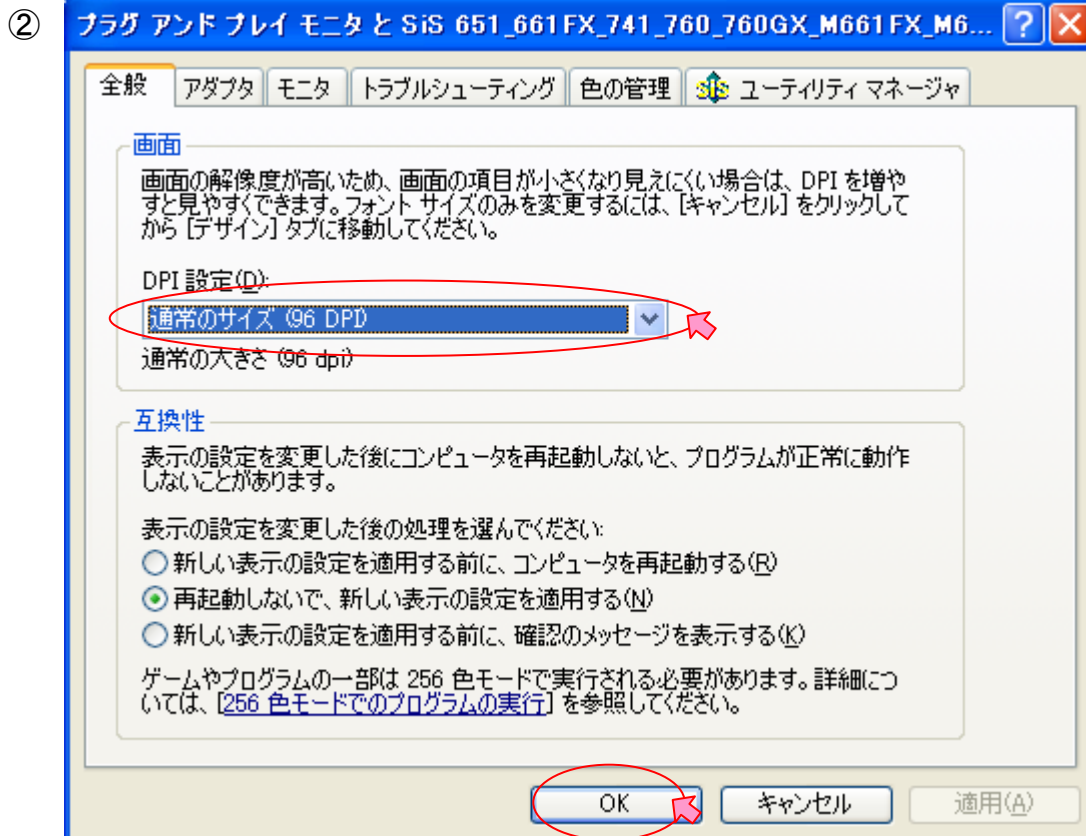 ②
プラグ アンド プレイ モニタ と SiS 651_661FX_741_760_760GX_M661FX_M6...
全般 アダプタ モニタ トラブルシューティング 色の管理 SiS ユーティリティ マネージャ
画面
画面の解像度が高いため、画面の項目が小さくなり見えにくい場合は、DPI を増や
すと見やすくできます。フォント サイズのみを変更するには、[キャンセル] をクリックして
から [デザイン] タブに移動してください。
DPI 設定(D):
通常のサイズ (96 DPI)
通常の大きさ (96 dpi)
互換性
表示の設定を変更した後にコンピュータを再起動しないと、プログラムが正常に動作
しないことがあります。
表示の設定を変更した後の処理を選んでください:
新しい表示の設定を適用する前に、コンピュータを再起動する(R)
再起動しないで、新しい表示の設定を適用する(N)
新しい表示の設定を適用する前に、確認のメッセージを表示する(K)
ゲームやプログラムの一部は 256 色モードで実行される必要があります。詳細につ
いては、[256 色モードでのプログラムの実行] を参照してください。
OK キャンセル 適用(A)